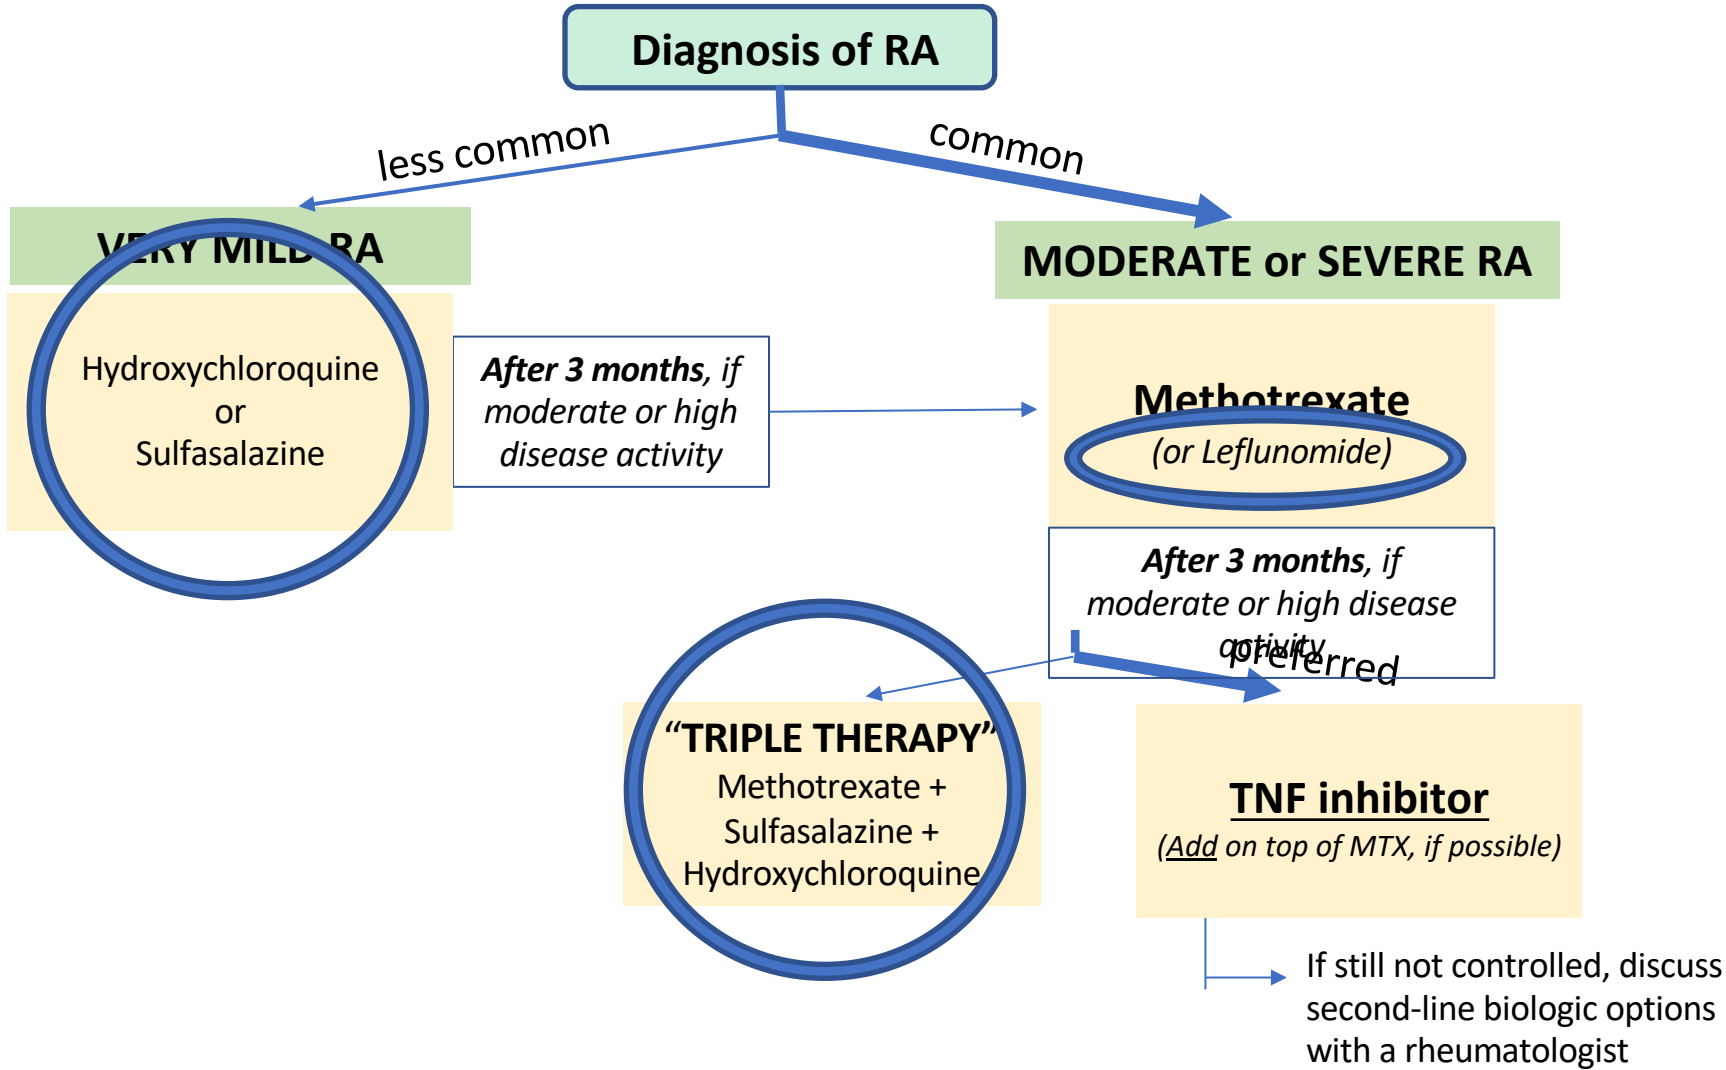 Diagnosis of RA
less common
common
VERY MILD RA
MODERATE or SEVERE RA
Hydroxychloroquine
or
Sulfasalazine
After 3 months, if
moderate or high
disease activity
Methotrexate
(or Leflunomide)
After 3 months, if
moderate or high disease
activity
preferred
“TRIPLE THERAPY”
Methotrexate +
Sulfasalazine +
Hydroxychloroquine
TNF inhibitor
(Add on top of MTX, if possible)
If still not controlled, discuss
second-line biologic options
with a rheumatologist